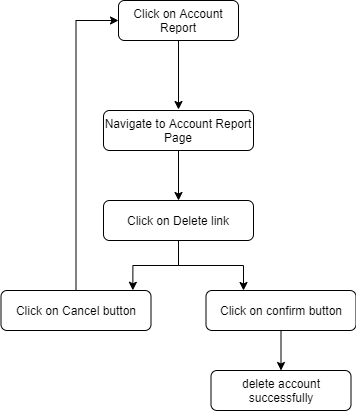 Click on Account
Report
Navigate to Account Report
Page
Click on Delete link
Click on Cancel button
Click on confirm button
delete account
successfully